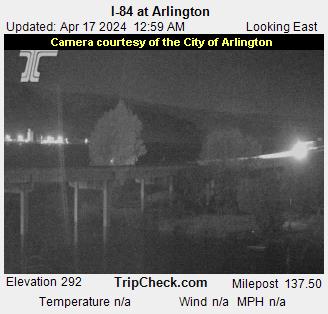 I-84 at Arlington
Updated: Apr 17 2024 12:59 AM Looking East
Camera courtesy of the City of Arlington
Elevation 292 TripCheck.com Milepost 137.50
Temperature n/a Wind n/a MPH n/a